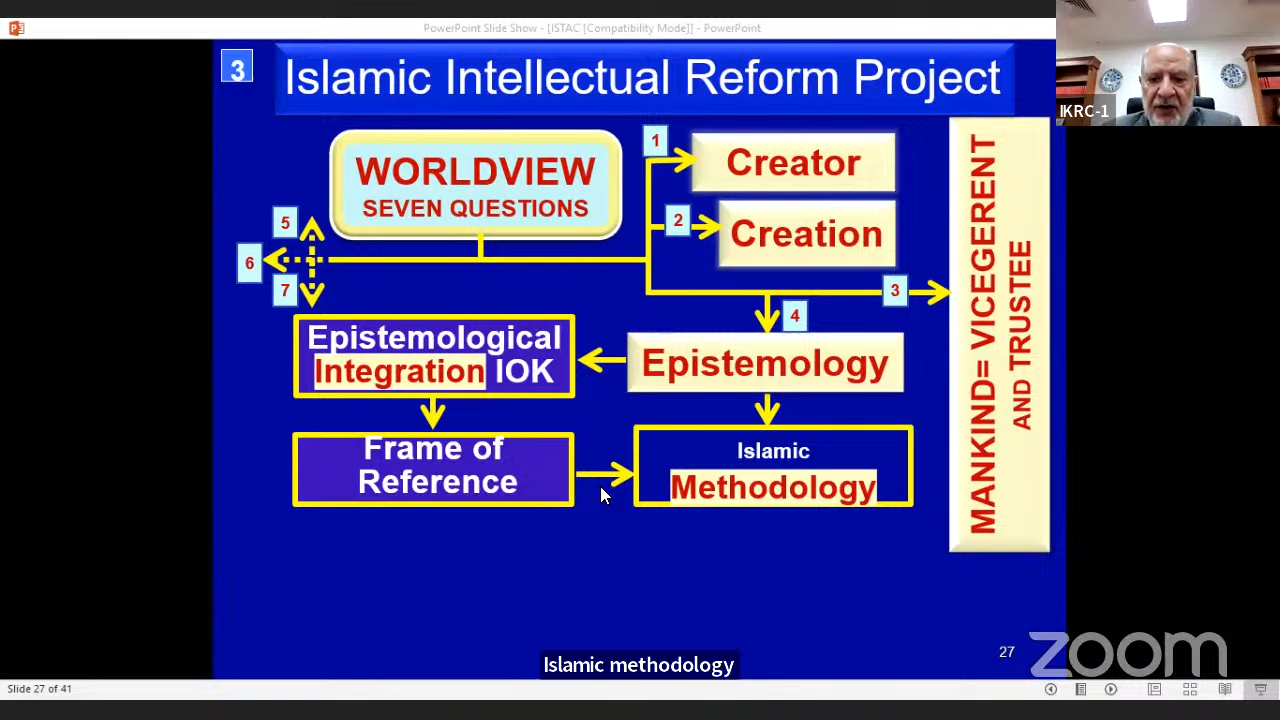 PowerPoint Slide Show - [ISTAC [Compatibility Mode]] - PowerPoint
IKRC-1
3
Islamic Intellectual Reform Project
WORLDVIEW
SEVEN QUESTIONS
1
Creator
2
Creation
5
6
7
3
4
MANKIND= VICEGERENT
AND TRUSTEE
Epistemological
Integration IOK
Epistemology
Frame of
Reference
Islamic
Methodology
27
zoom
Islamic methodology
Slide 27 of 41